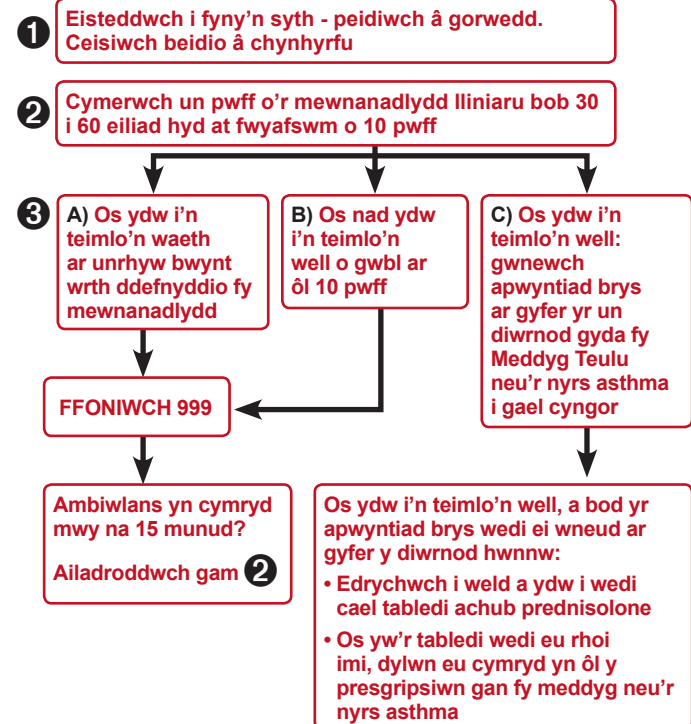 ❶ Eisteddwch i fyny'n syth - peidiwch â gorwedd.
Ceisiwch beidio â chynhyrfu
❷ Cymerwch un pwff o'r mewnanadlydd lliniaru bob 30
i 60 eiliad hyd at fwyafswm o 10 pwff
❸ A) Os ydw i'n
teimlo'n waeth
ar unrhyw bwynt
wrth ddefnyddio fy
mewnanadlydd
B) Os nad ydw
i'n teimlo'n
well o gwbl ar
ôl 10 pwff
C) Os ydw i'n
teimlo'n well:
gwnewch
apwyntiad brys
ar gyfer yr un
diwrnod gyda fy
Meddyg Teulu
neu'r nyrs asthma
i gael cyngor
FFONIWCH 999
Ambiwlans yn cymryd
mwy na 15 munud?
Ailadroddwch gam ❷
Os ydw i'n teimlo'n well, a bod yr
apwyntiad brys wedi ei wneud ar
gyfer y diwrnod hwnnw:
• Edrychwch i weld a ydw i wedi
cael tabledi achub prednisolone
• Os yw'r tabledi wedi eu rhoi
imi, dylwn eu cymryd yn ôl y
presgripsiwn gan fy meddyg neu'r
nyrs asthma